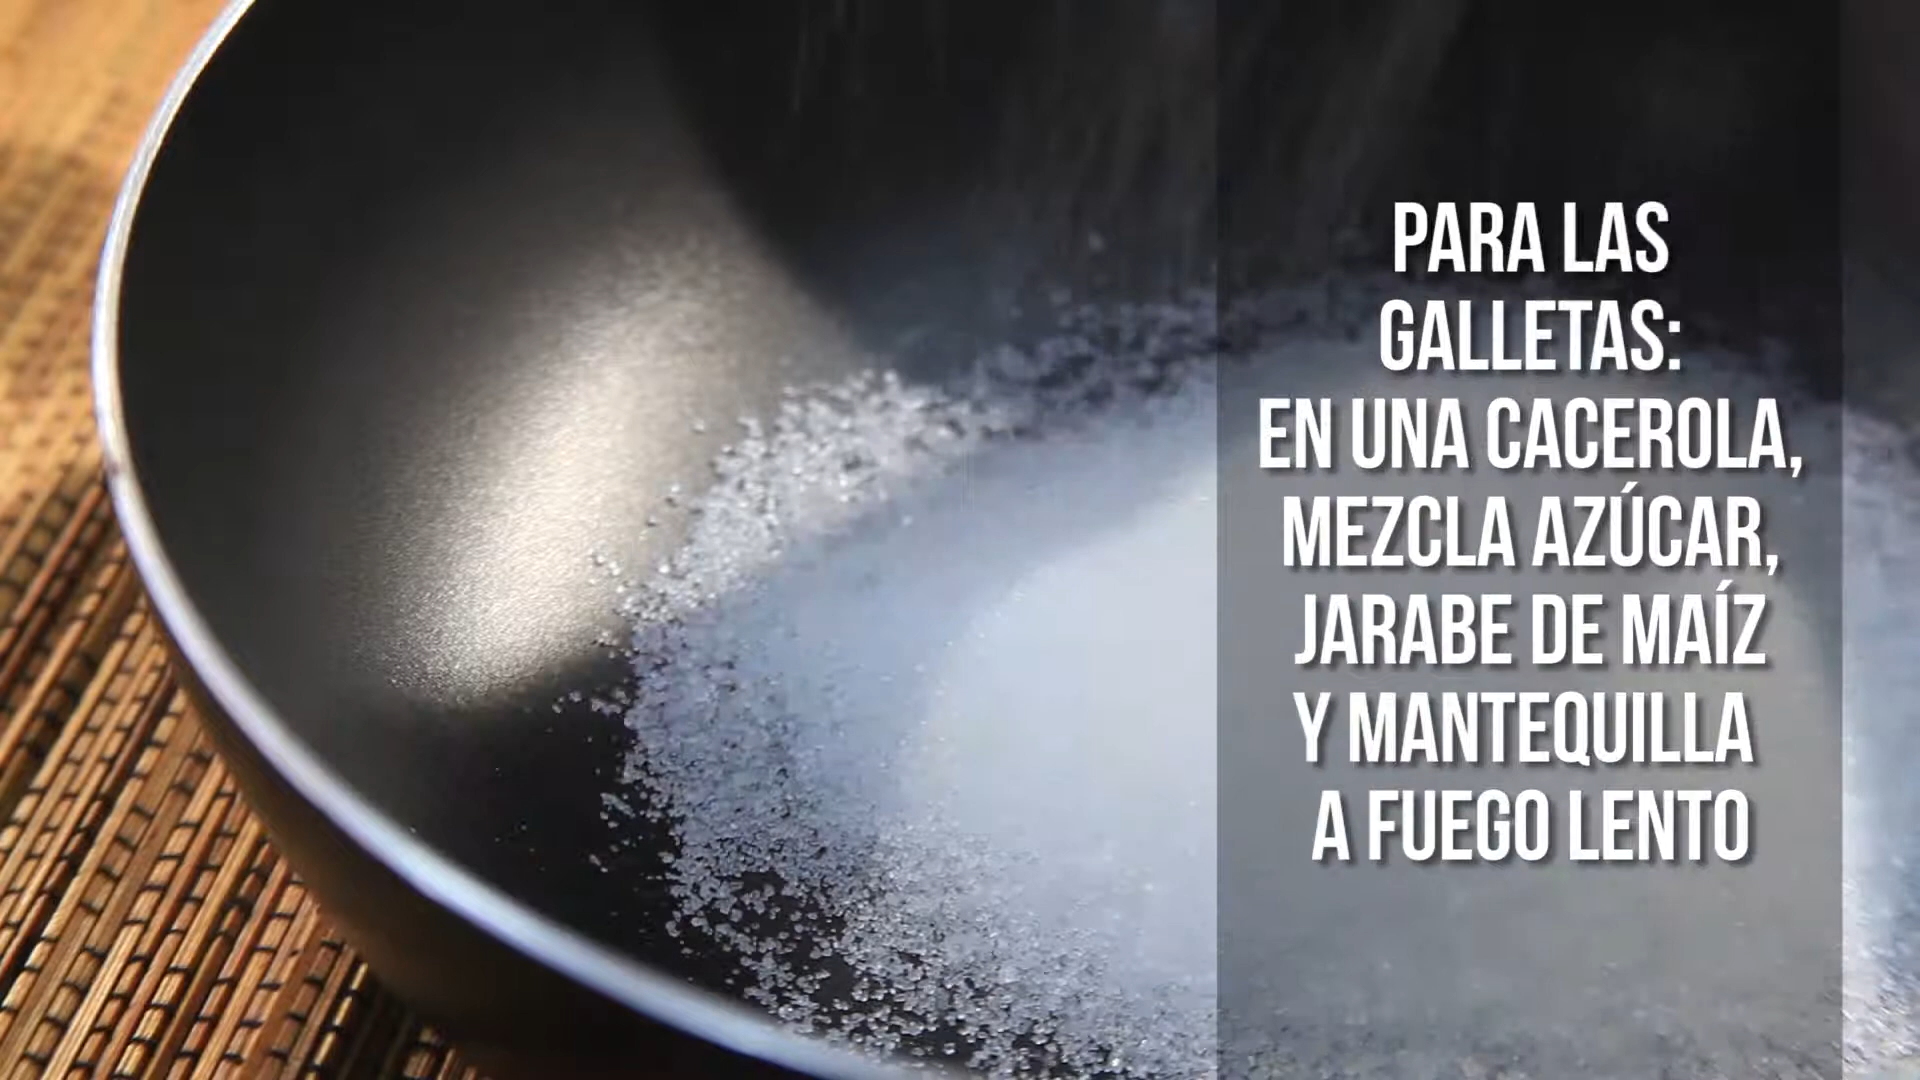 PARA LAS
GALLETAS:
EN UNA CACEROLA,
MEZCLA AZÚCAR,
JARABE DE MAÍZ
Y MANTEQUILLA
A FUEGO LENTO